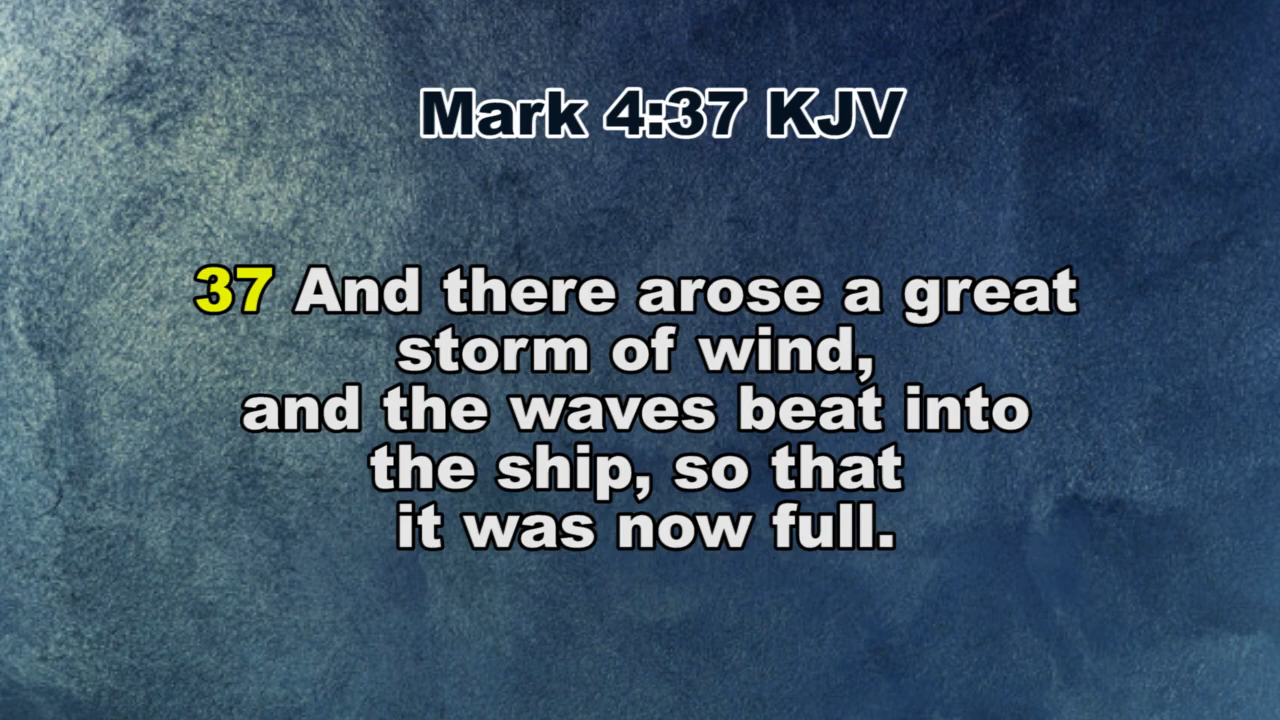 Mark 4:37 KJV
37 And there arose a great
storm of wind,
and the waves beat into
the ship, so that
it was now full.